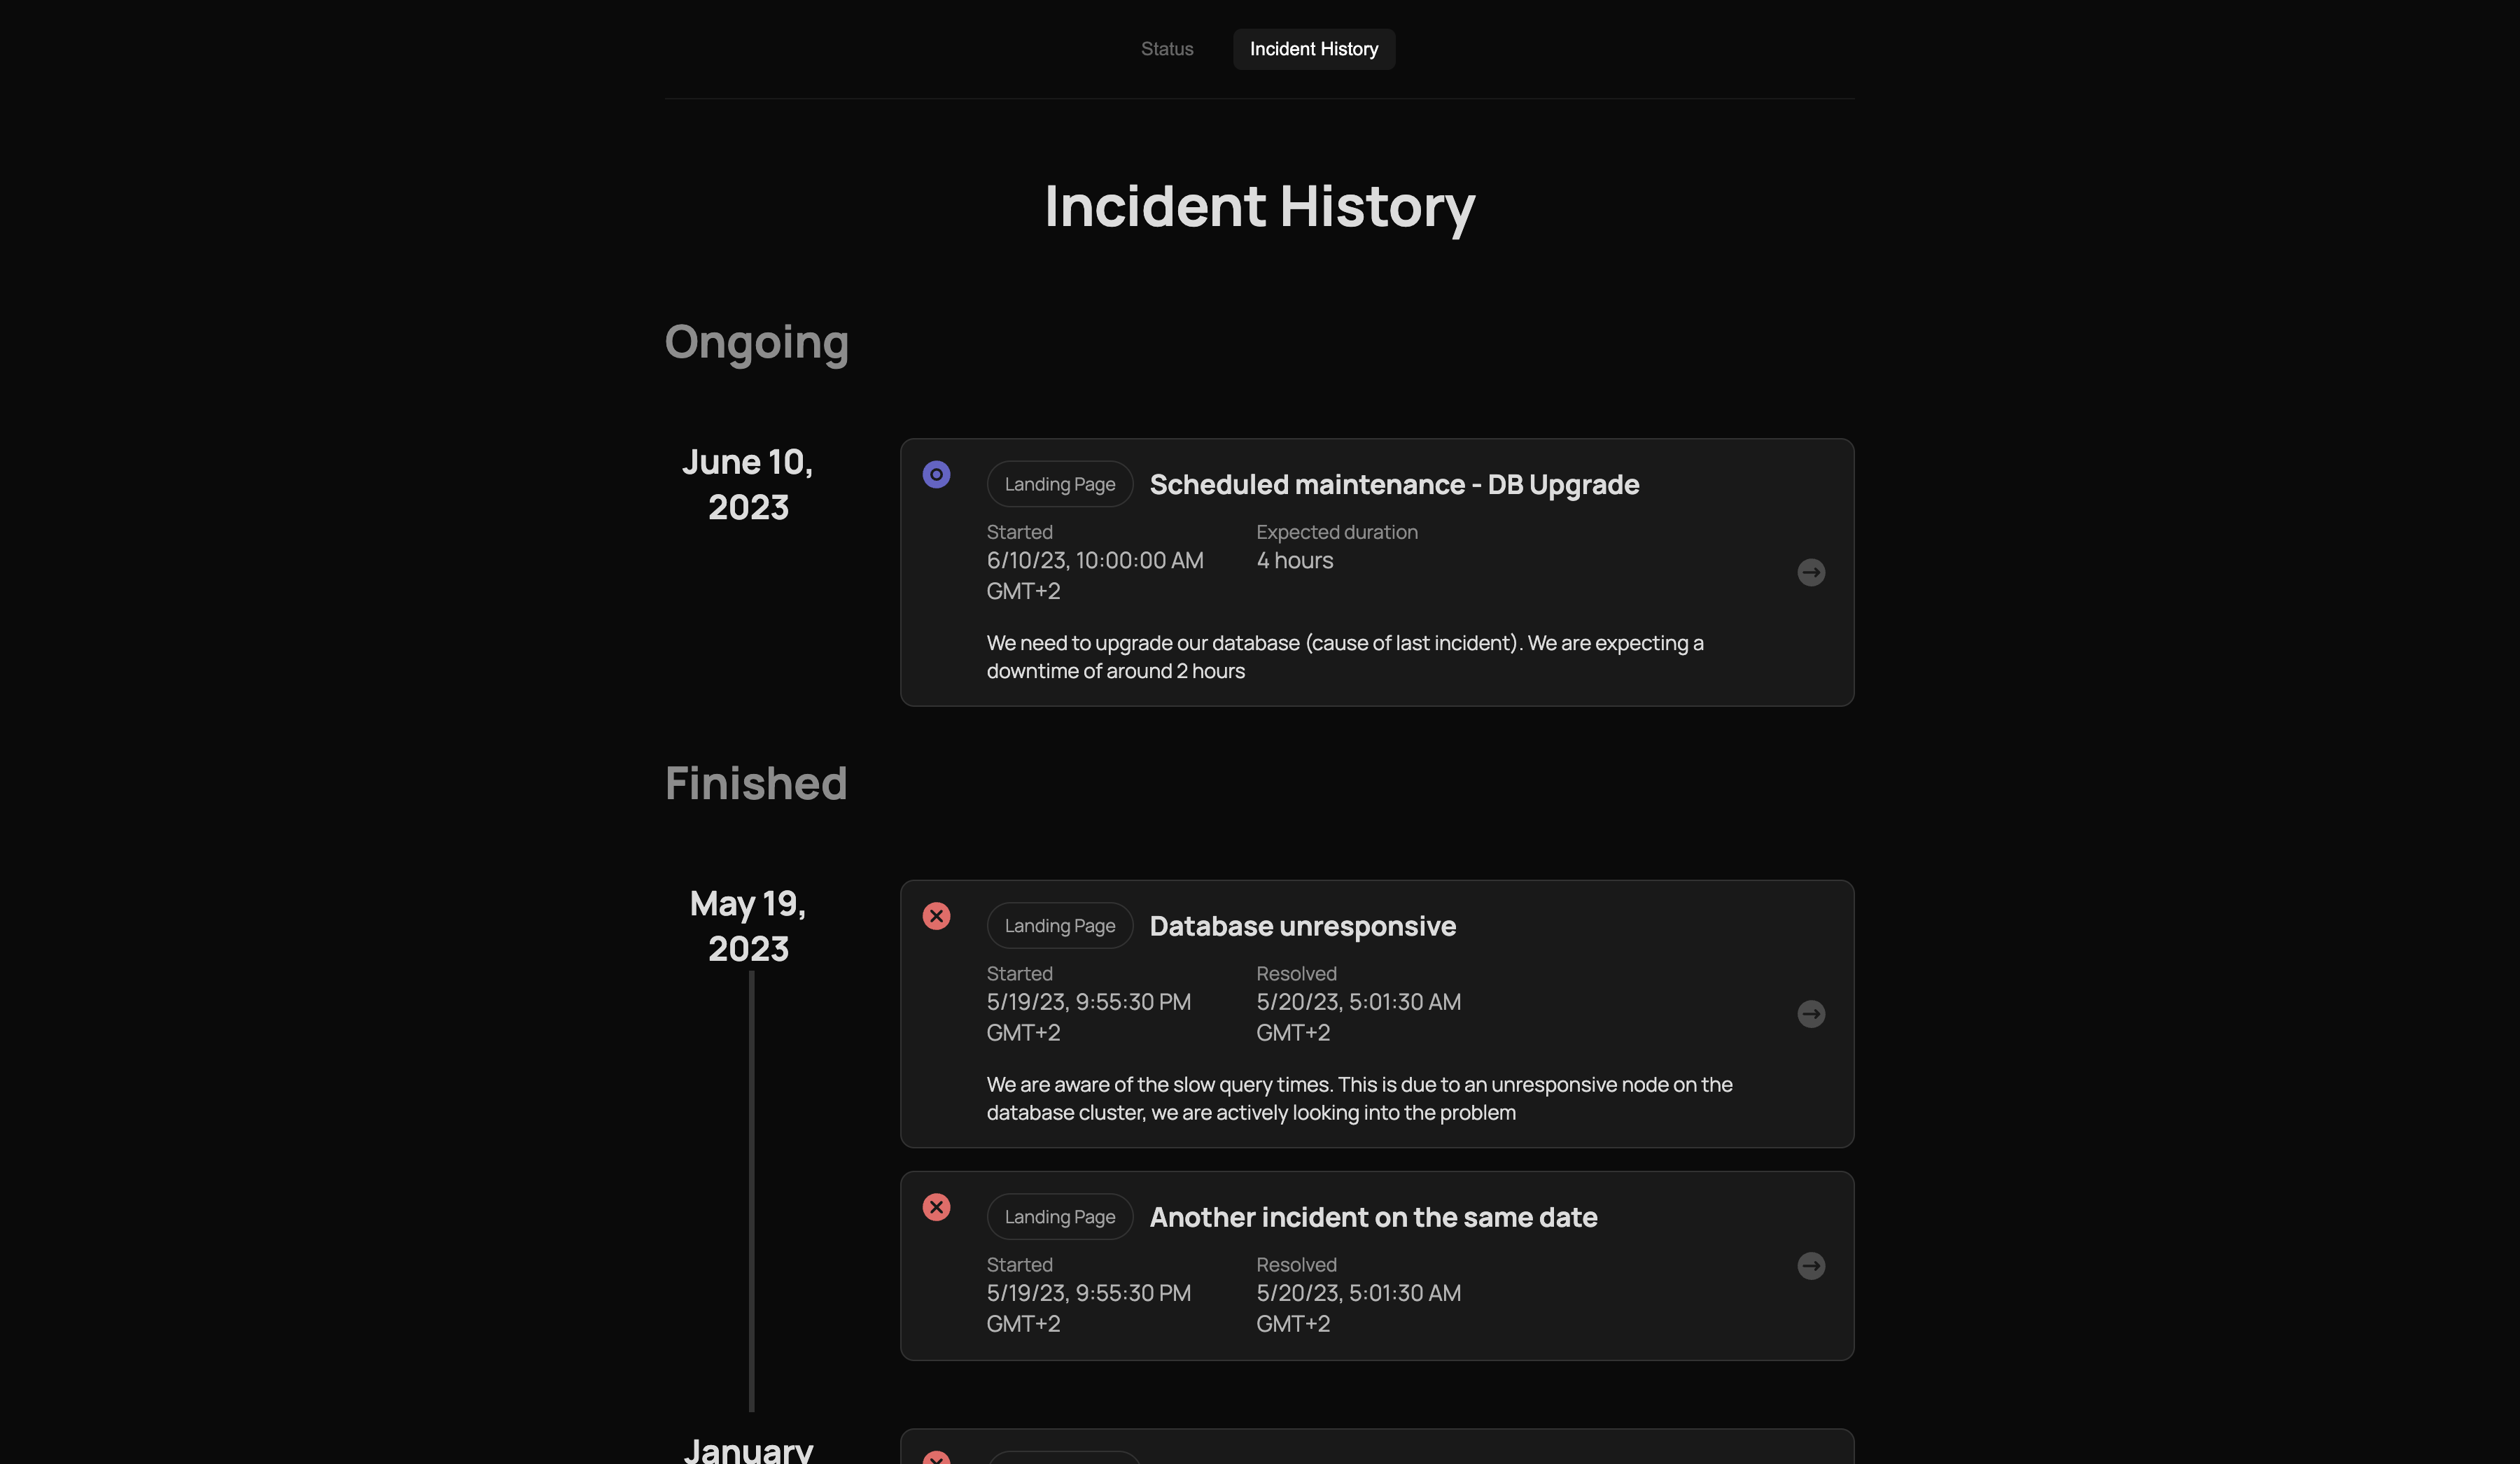 Status
Incident History
Incident History
Ongoing
June 10,
2023
Landing Page
Scheduled maintenance - DB Upgrade
Started
Expected duration
6/10/23, 10:00:00 AM
GMT+2
4 hours
We need to upgrade our database (cause of last incident). We are expecting a
downtime of around 2 hours
Finished
May 19,
2023
Landing Page
Database unresponsive
Started
5/19/23, 9:55:30 PM
GMT+2
Resolved
5/20/23, 5:01:30 AM
GMT+2
We are aware of the slow query times. This is due to an unresponsive node on the
database cluster, we are actively looking into the problem
Landing Page
Another incident on the same date
Started
5/19/23, 9:55:30 PM
GMT+2
Resolved
5/20/23, 5:01:30 AM
GMT+2
January